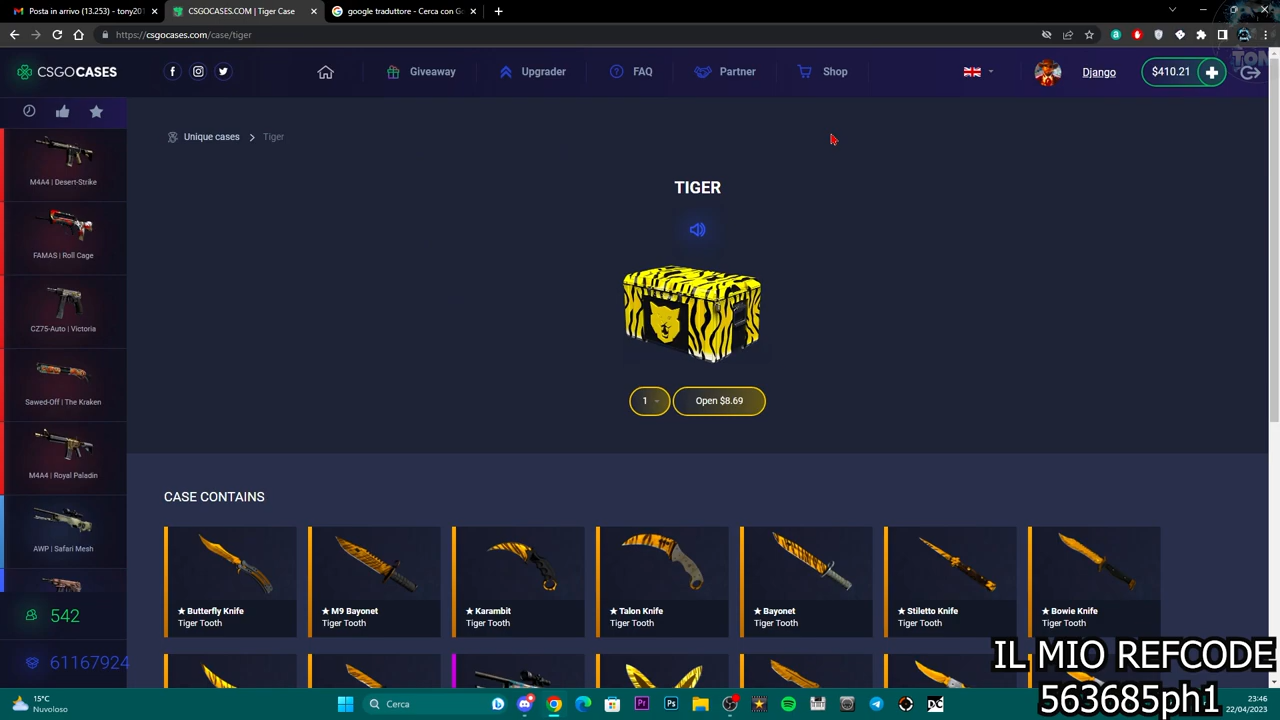 Posta in arrivo (13.253) - tony201
CSGOCASES.COM | Tiger Case
google traduttore - Cerca con G
https://csgocases.com/case/tiger
CSGOCASES
Giveaway
Upgrader
FAQ
Partner
Shop
Django
$410.21
Unique cases
Tiger
M4A4 | Desert-Strike
FAMAS | Roll Cage
CZ75-Auto | Victoria
Sawed-Off | The Kraken
M4A4 | Royal Paladin
AWP | Safari Mesh
542
61167924
TIGER
1
Open $8.69
CASE CONTAINS
★ Butterfly Knife
Tiger Tooth
★ M9 Bayonet
Tiger Tooth
★ Karambit
Tiger Tooth
★ Talon Knife
Tiger Tooth
★ Bayonet
Tiger Tooth
★ Stiletto Knife
Tiger Tooth
★ Bowie Knife
Tiger Tooth
IL MIO REFCODE
563685ph1
15°C
Nuvoloso
Cerca
23:46
22/04/2023